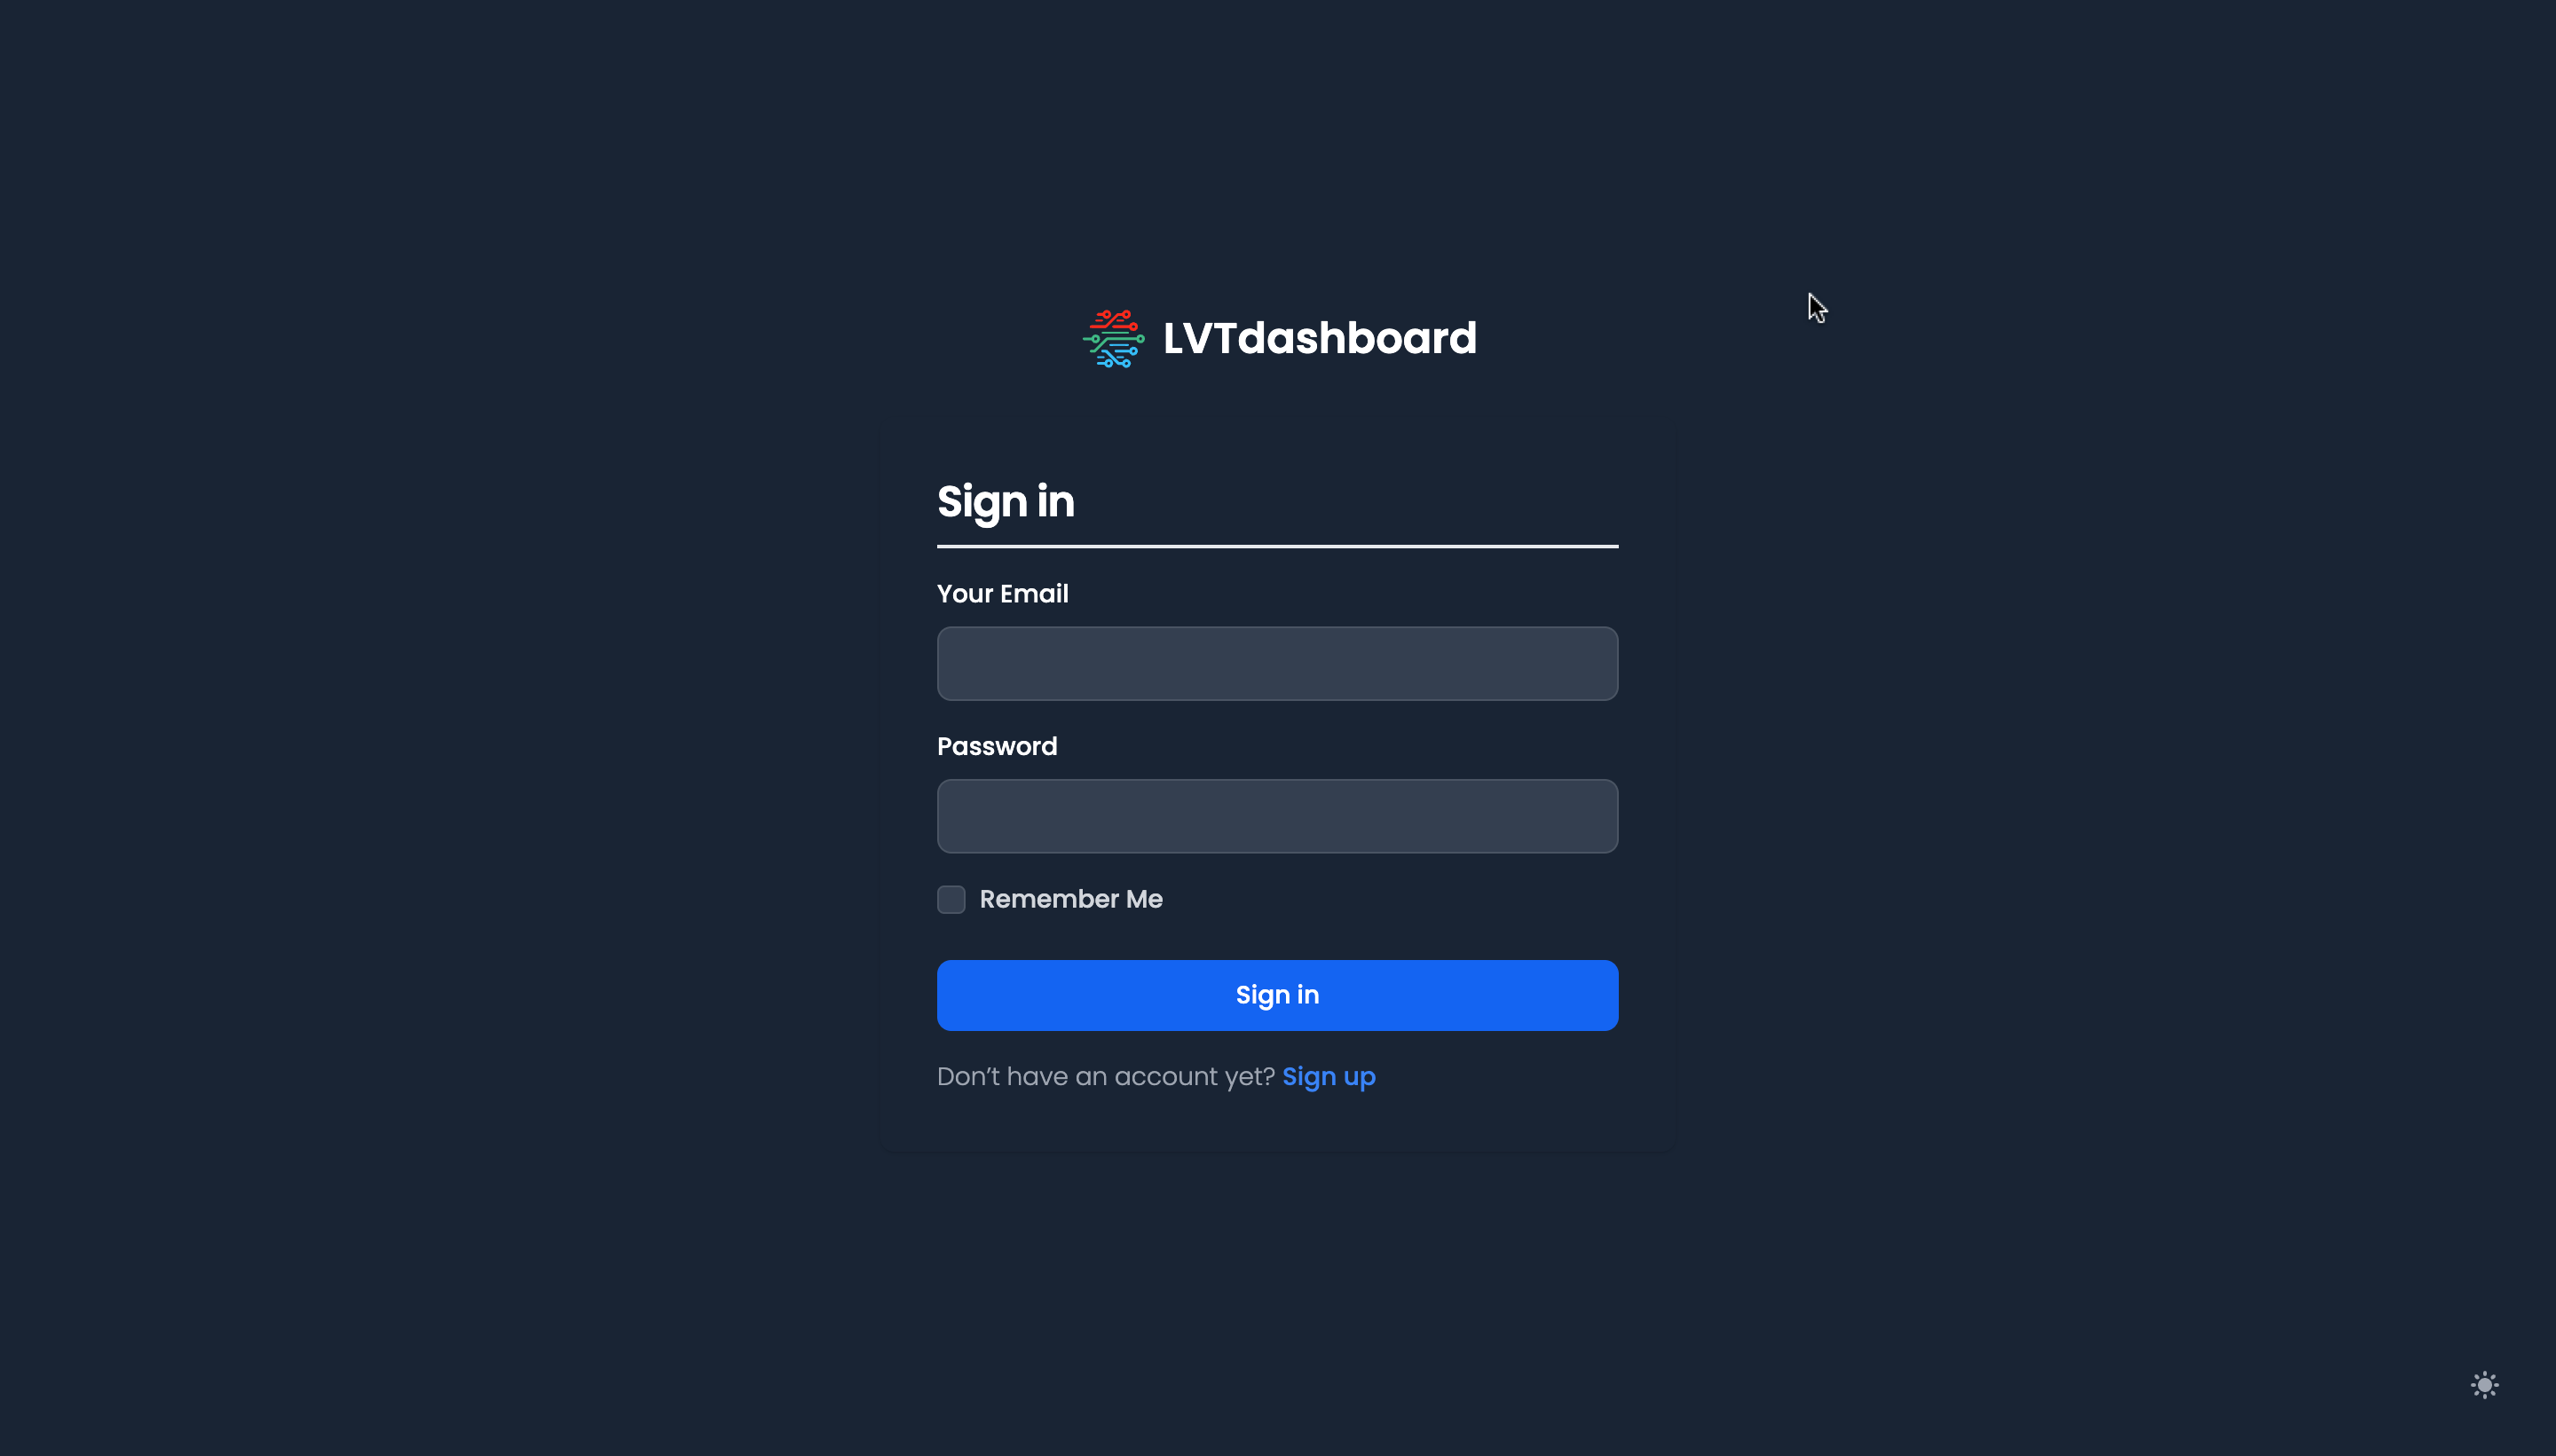 LVTdashboard
Sign in
Your Email
Password
Remember Me
Sign in
Don’t have an account yet? Sign up